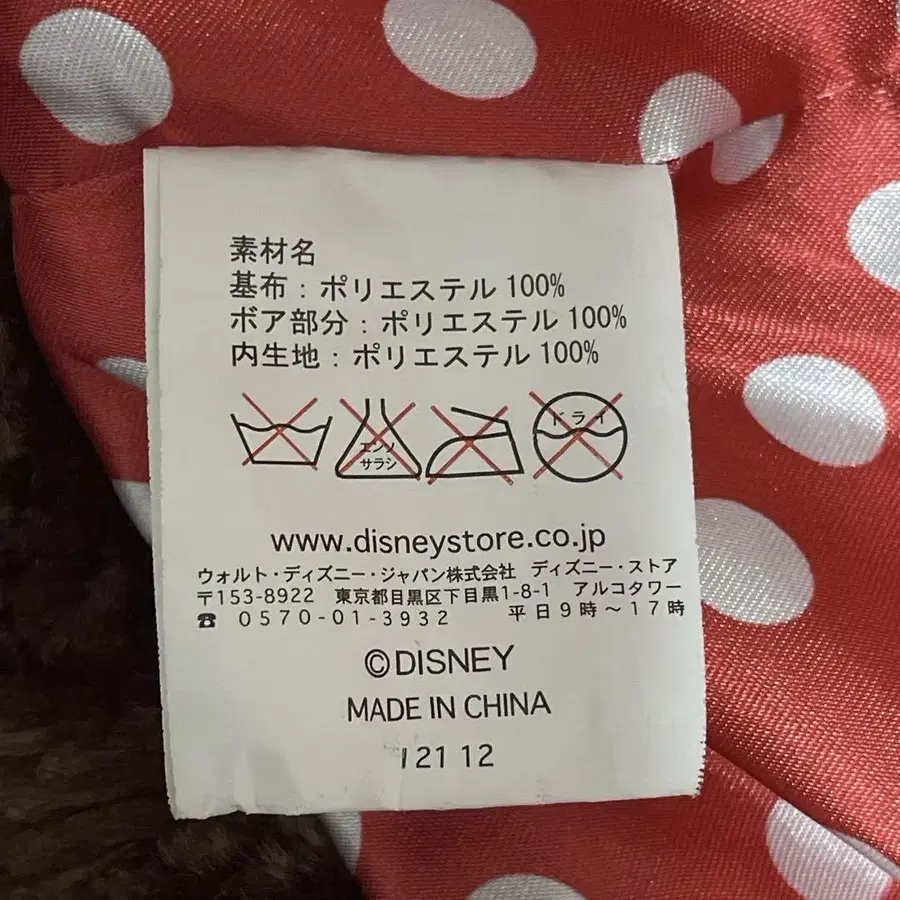 素材名
基布：ポリエステル 100%
ボア部分：ポリエステル 100%
内生地：ポリエステル 100%
エンソ
サラシ
ドライ
www.disneystore.co.jp
ウォルト・ディズニー・ジャパン株式会社 ディズニー・ストア
〒153-8922 東京都目黒区下目黒1-8-1 アルコタワー
☎ 0570-01-3932 平日9時～17時
©DISNEY
MADE IN CHINA
121 12